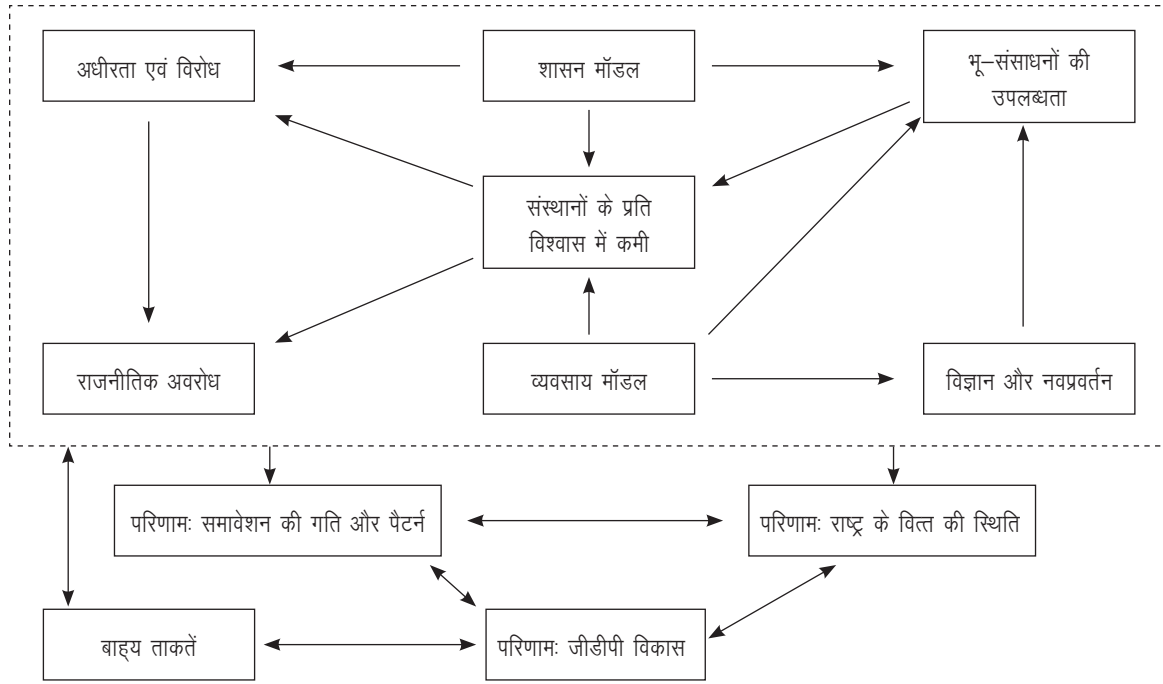 अधीरता एवं विरोध
शासन मॉडल
भू–संसाधनों की
उपलब्धता
संस्थानों के प्रति
विश्वास में कमी
राजनीतिक अवरोध
व्यवसाय मॉडल
विज्ञान और नवप्रवर्तन
परिणामः समावेशन की गति और पैटर्न
परिणामः राष्ट्र के वित्त की स्थिति
बाह्य ताकतें
परिणामः जीडीपी विकास